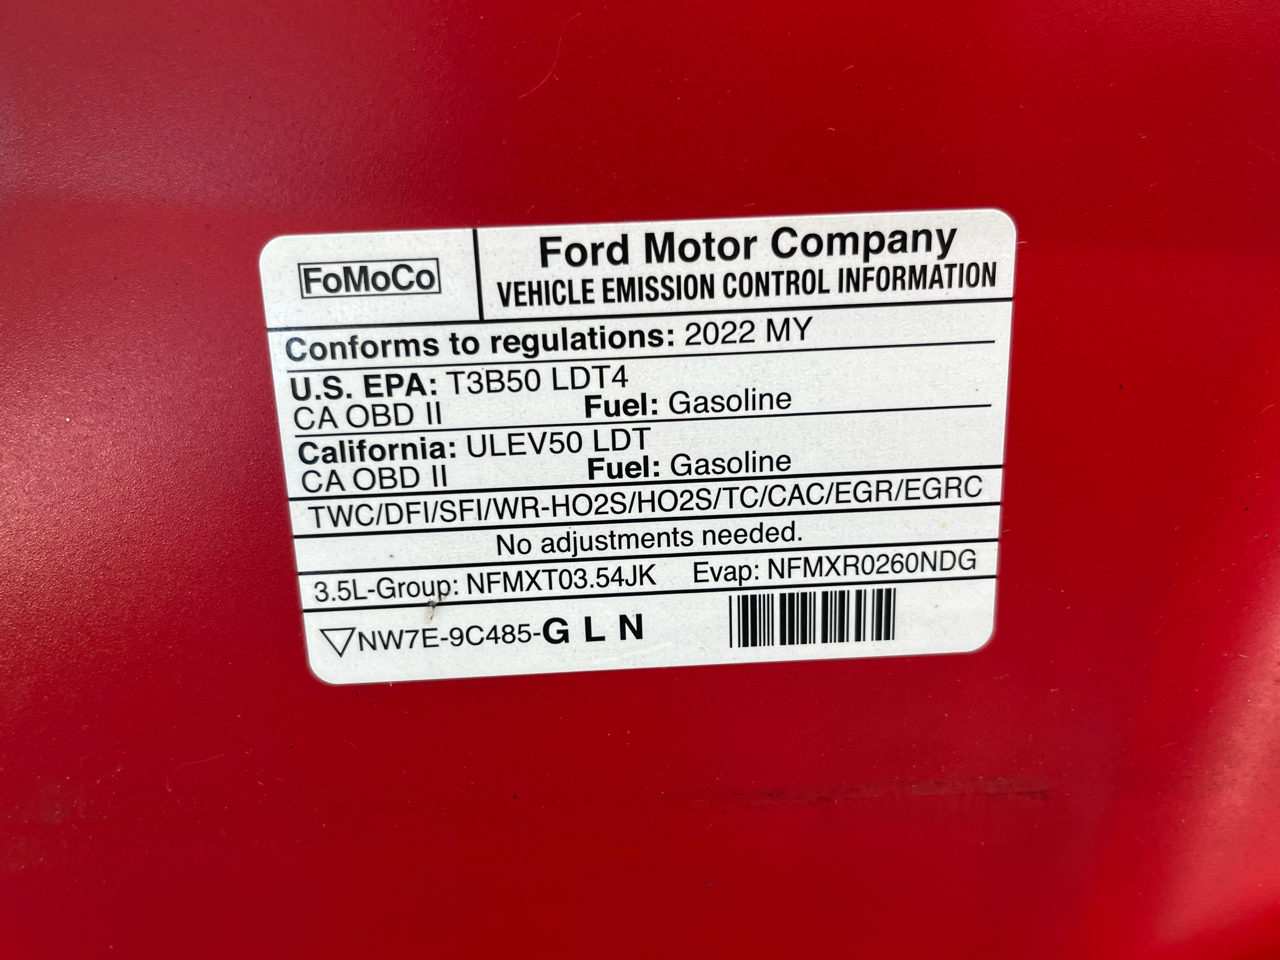 FoMoCo
Ford Motor Company
VEHICLE EMISSION CONTROL INFORMATION
Conforms to regulations: 2022 MY
U.S. EPA: T3B50 LDT4
CA OBD II Fuel: Gasoline
California: ULEV50 LDT
CA OBD II Fuel: Gasoline
TWC/DFI/SFI/WR-HO2S/HO2S/TC/CAC/EGR/EGRC
No adjustments needed.
3.5L-Group: NFMXT03.54JK Evap: NFMXR0260NDG
NW7E-9C485-G L N